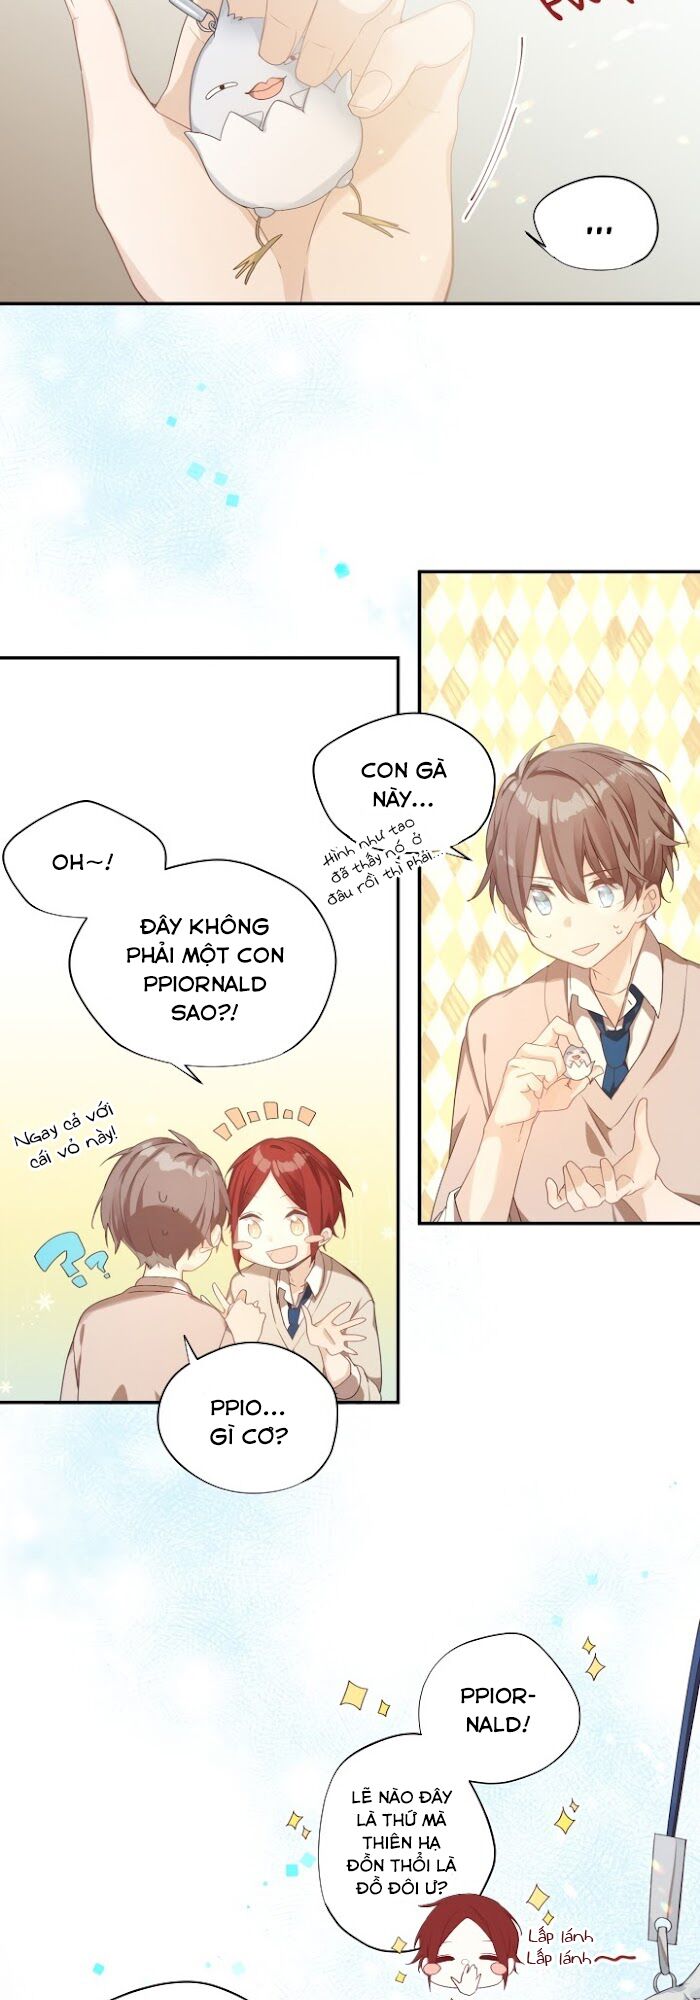 ...
CON GÀ
NÀY...
Hình như tao
đã thấy nó ở
đâu rồi thì phải...
OH~!
ĐÂY KHÔNG
PHẢI MỘT CON
PPIORNALD
SAO?!
Ngay cả với
cái vỏ này!
???
PPIO...
GÌ CƠ?
PPIOR-
NALD!
LẼ NÀO ĐÂY
LÀ THỨ MÀ
THIÊN HẠ
ĐỒN THỔI LÀ
ĐỒ ĐÔI Ư?
Lấp lánh
Lấp lánh~